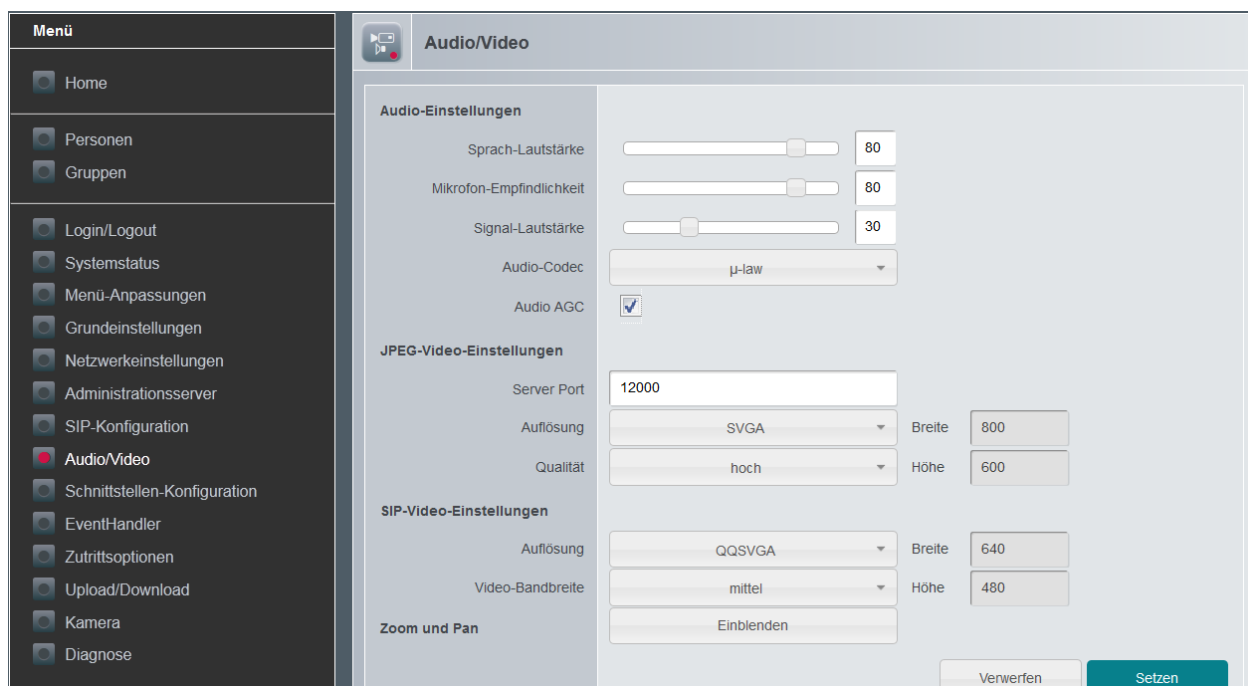 Menü
Home
Personen
Gruppen
Login/Logout
Systemstatus
Menü-Anpassungen
Grundeinstellungen
Netzwerkeinstellungen
Administrationsserver
SIP-Konfiguration
Audio/Video
Schnittstellen-Konfiguration
EventHandler
Zutrittsoptionen
Upload/Download
Kamera
Diagnose
Audio/Video
Audio-Einstellungen
Sprach-Lautstärke 80
Mikrofon-Empfindlichkeit 80
Signal-Lautstärke 30
Audio-Codec µ-law
Audio AGC
JPEG-Video-Einstellungen
Server Port 12000
Auflösung SVGA Breite 800
Qualität hoch Höhe 600
SIP-Video-Einstellungen
Auflösung QQSVGA Breite 640
Video-Bandbreite mittel Höhe 480
Zoom und Pan Einblenden
Verwerfen Setzen